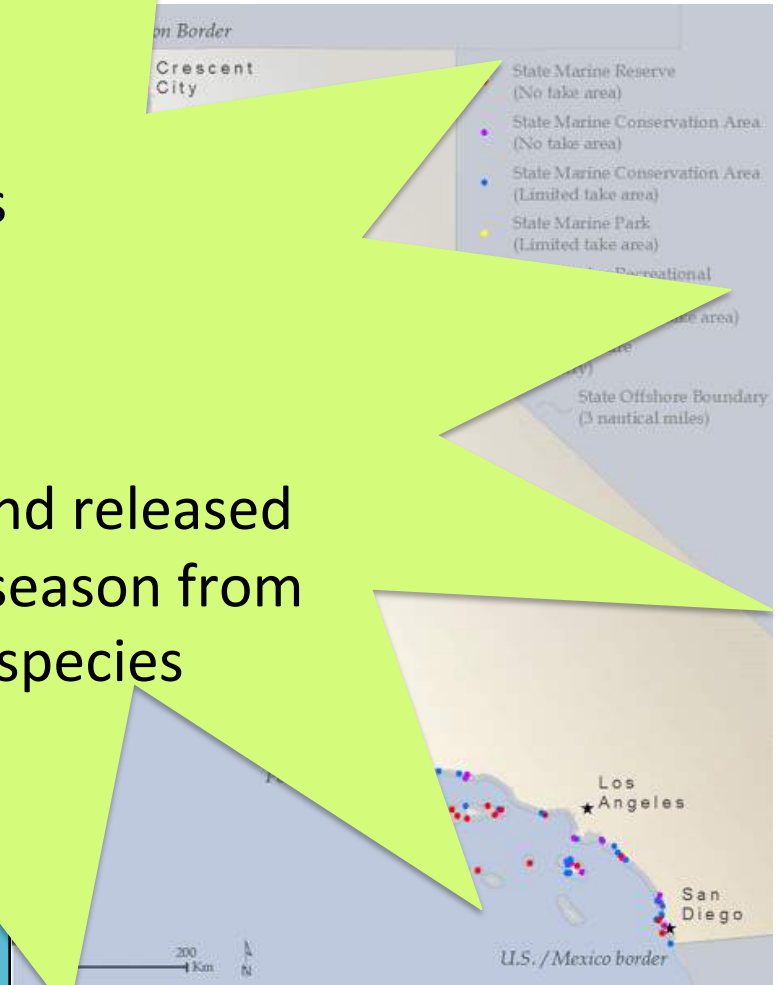 Border
Crescent
City
State Marine Reserve
(No take area)
State Marine Conservation Area
(No take area)
State Marine Conservation Area
(Limited take area)
State Marine Park
(Limited take area)
Recreational
area)
State Offshore Boundary
(3 nautical miles)
released
season from
species
Los
Angeles
San
Diego
200
Km
N
U.S. / Mexico border